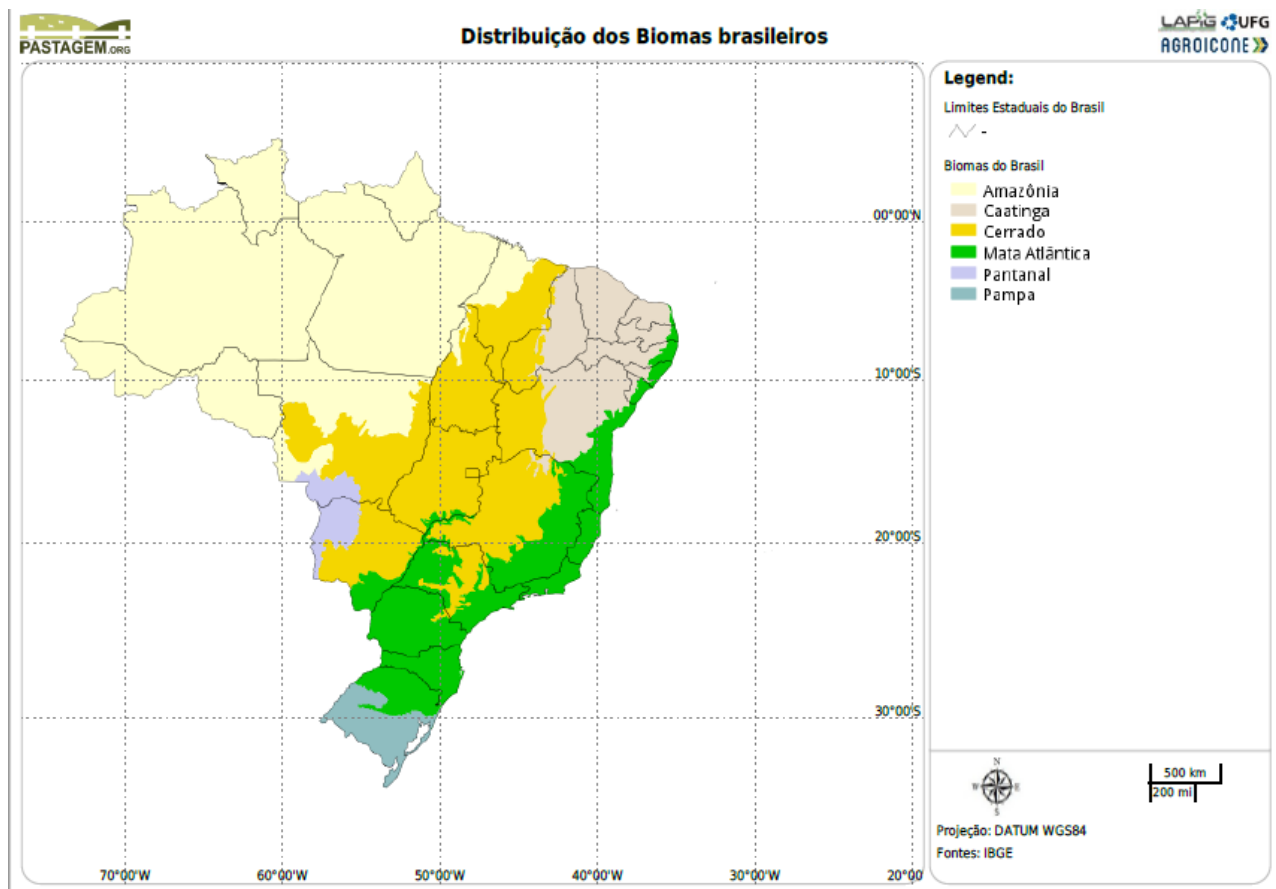 PASTAGEM.ORG
Distribuição dos Biomas brasileiros
LAPIG UFG
AGROICONE
Legend:
Limites Estaduais do Brasil
-
Biomas do Brasil
Amazônia
Caatinga
Cerrado
Mata Atlântica
Pantanal
Pampa
00°00'N
10°00'S
20°00'S
30°00'S
70°00'W
60°00'W
50°00'W
40°00'W
30°00'W
20°00'
N
W E
S
500 km
200 mi
Projeção: DATUM WGS84
Fontes: IBGE